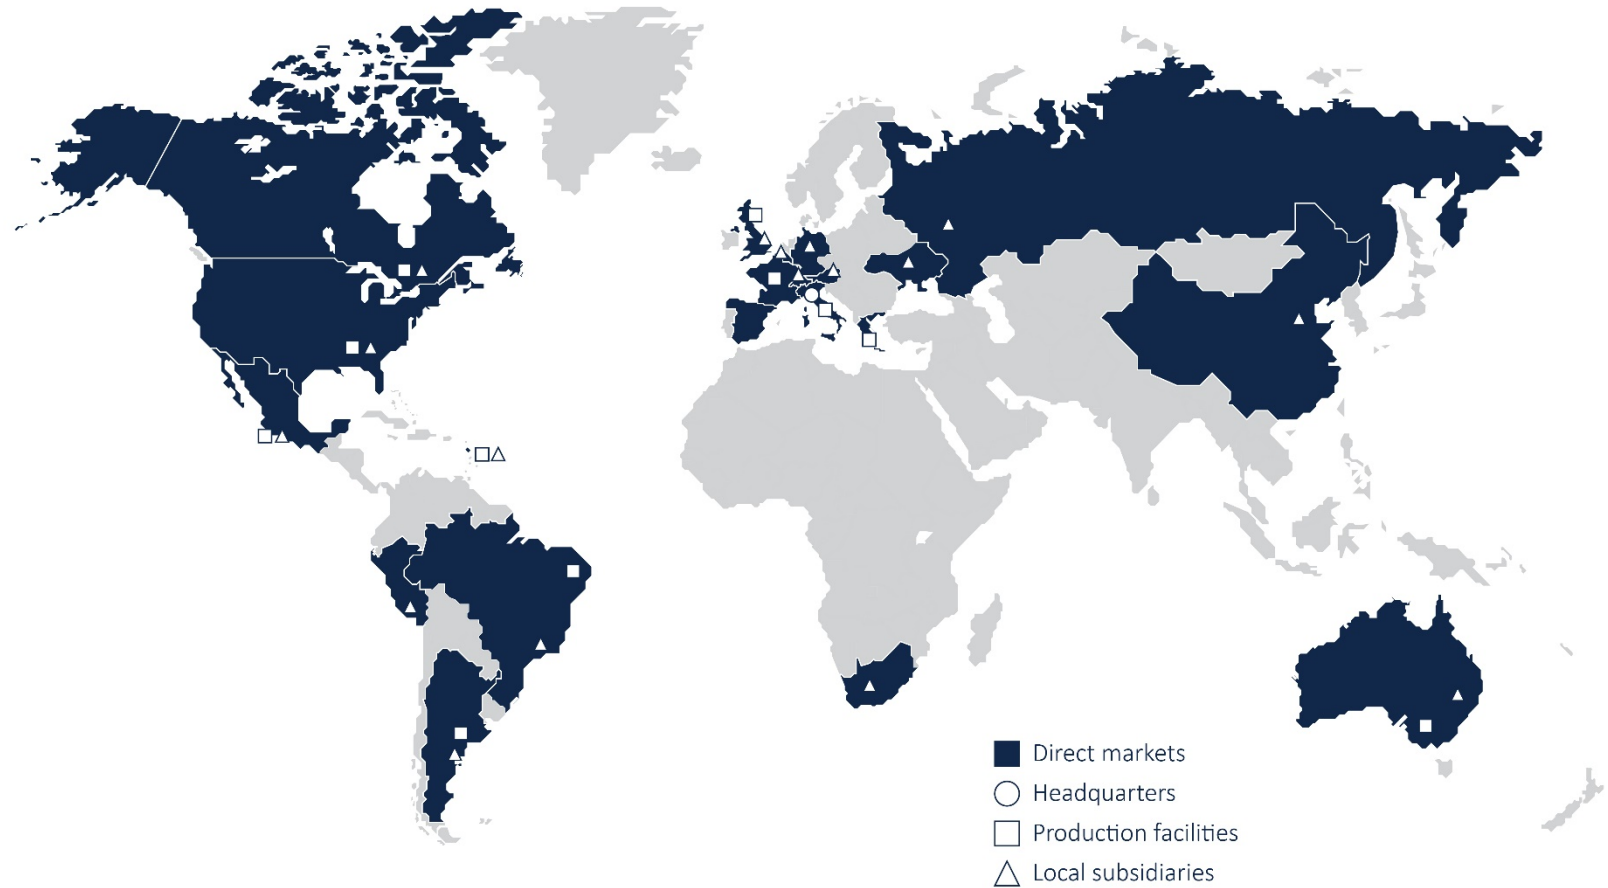 Direct markets
Headquarters
Production facilities
Local subsidiaries